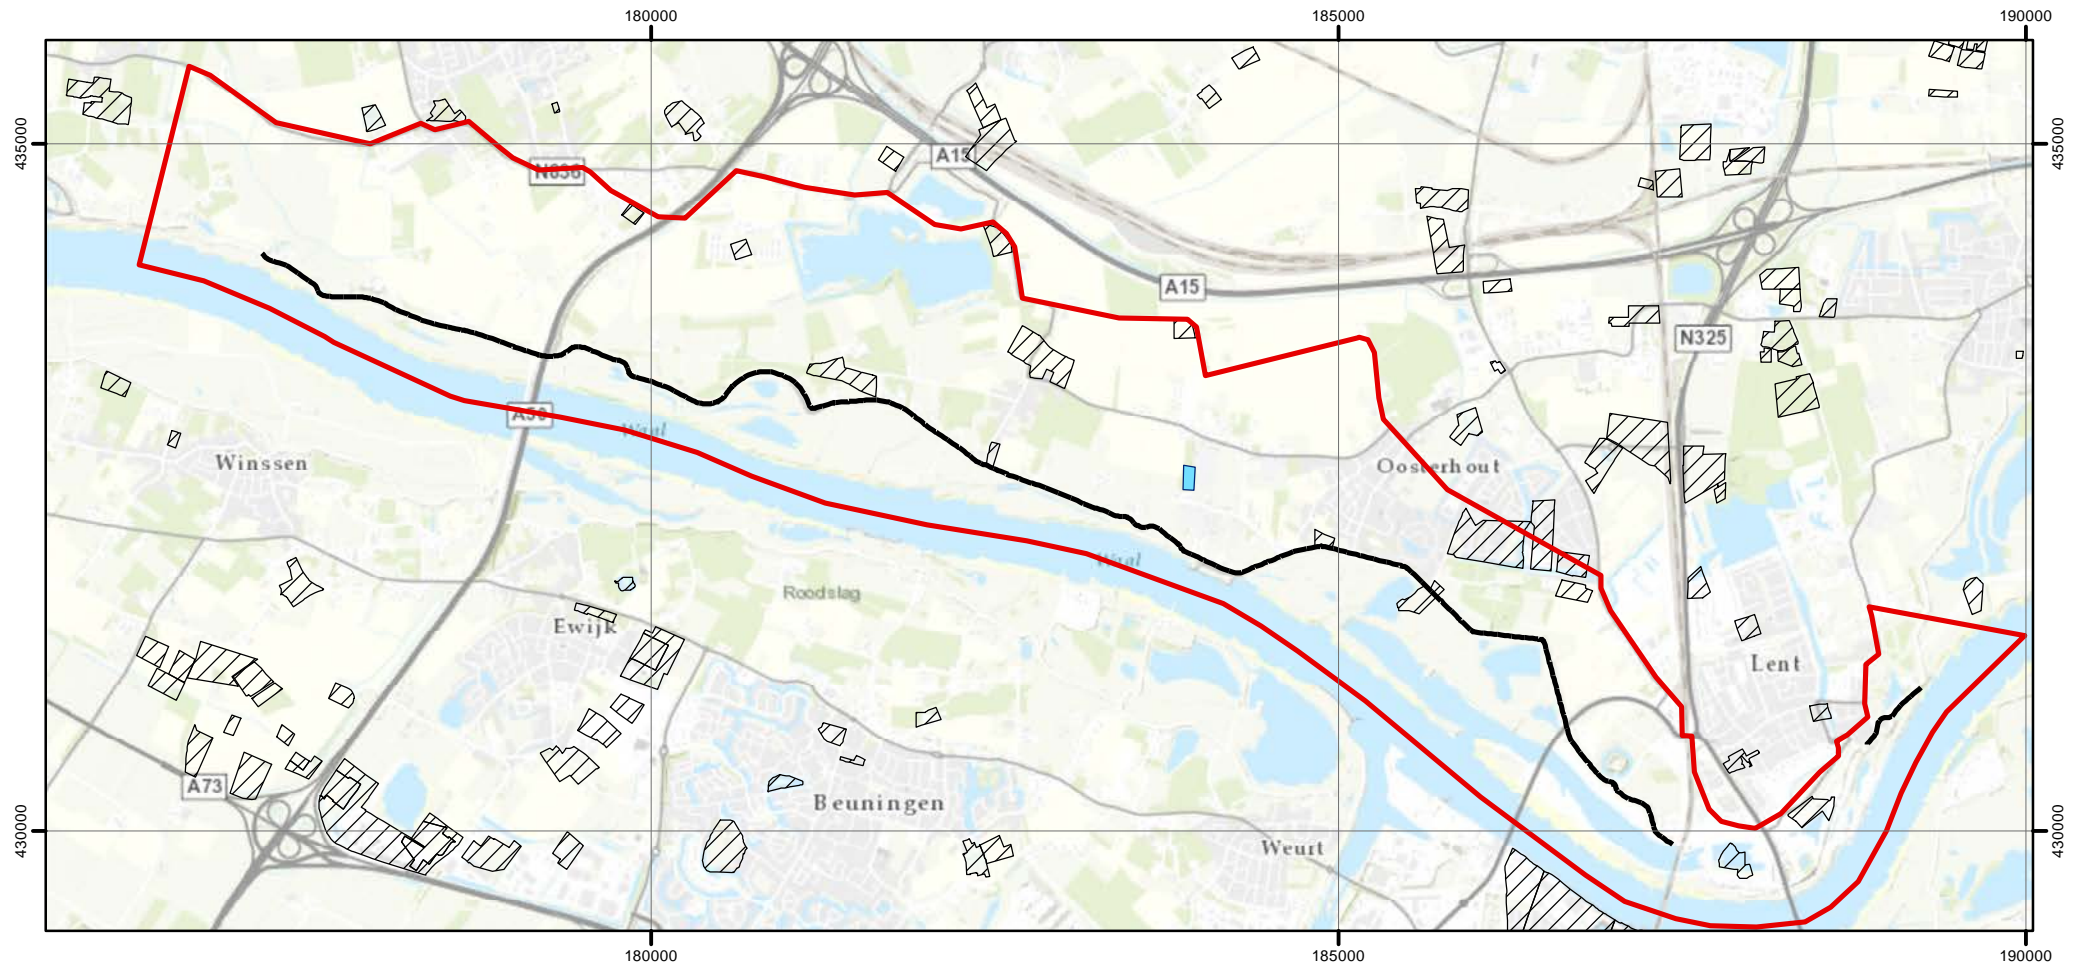 180000
185000
190000
435000
435000
A15
N836
A15
N325
A50
Waal
Winssen
Oosterhout
Waal
Roodslag
Ewijk
Lent
A73
Beuningen
430000
430000
Weurt
180000
185000
190000